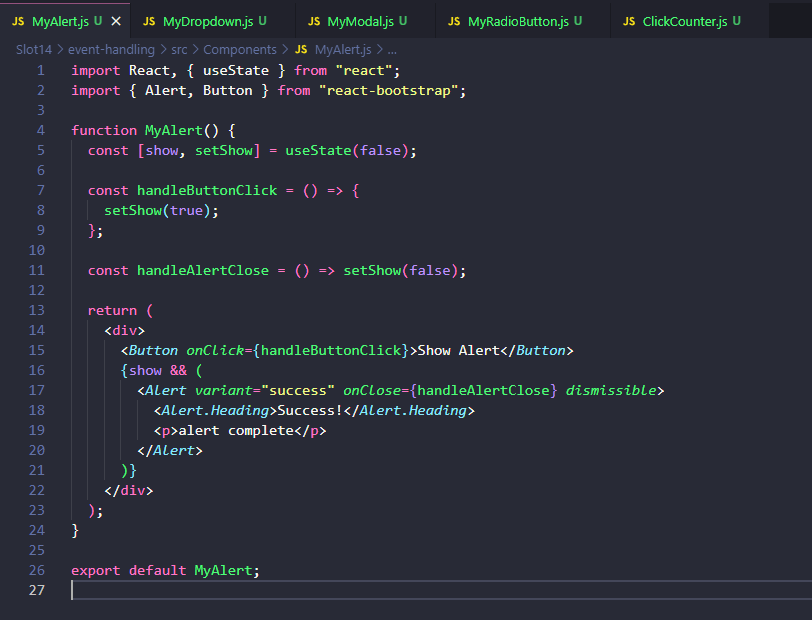 JS MyAlert.js U × JS MyDropdown.js U JS MyModal.js U JS MyRadioButton.js U JS ClickCounter.js U
Slot14 > event-handling > src > Components > JS MyAlert.js > ...
1 import React, { useState } from "react";
2 import { Alert, Button } from "react-bootstrap";
3
4 function MyAlert() {
5   const [show, setShow] = useState(false);
6
7   const handleButtonClick = () => {
8     setShow(true);
9   };
10
11   const handleAlertClose = () => setShow(false);
12
13   return (
14     <div>
15       <Button onClick={handleButtonClick}>Show Alert</Button>
16       {show && (
17         <Alert variant="success" onClose={handleAlertClose} dismissible>
18           <Alert.Heading>Success!</Alert.Heading>
19           <p>alert complete</p>
20         </Alert>
21       )}
22     </div>
23   );
24 }
25
26 export default MyAlert;
27